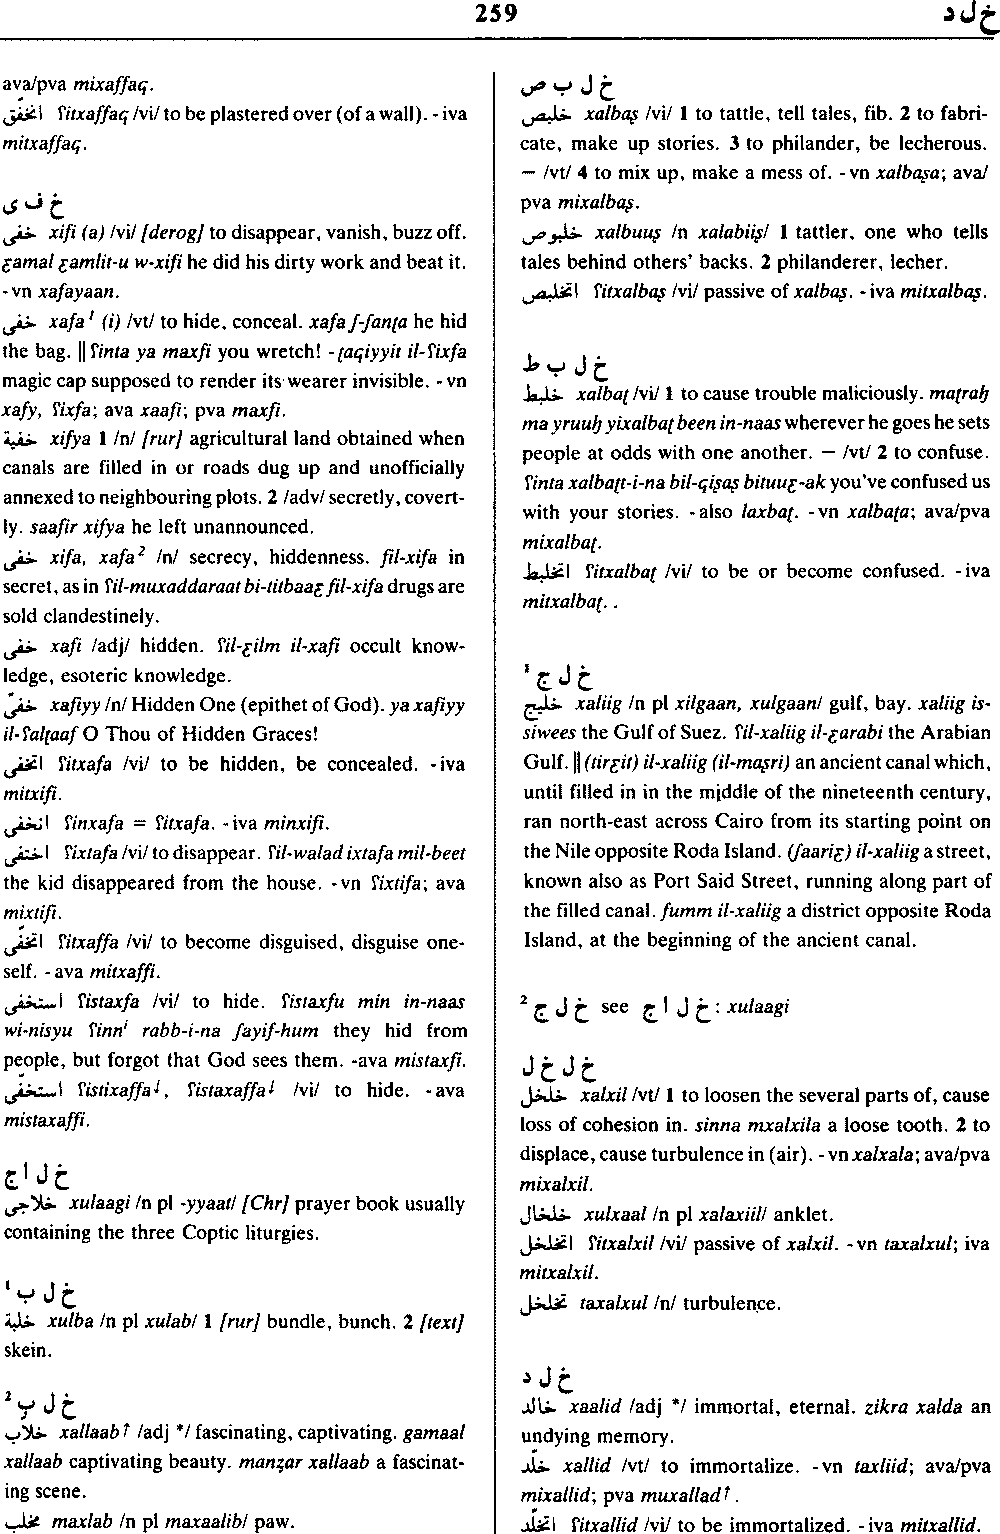 259
خ ل د
ava/pva mixaffaq.
اتخفّق ʕitxaffaq /vi/ to be plastered over (of a wall). -iva
mitxaffaq.
خ ف ى
خفي xifi (a) /vi/ [derog] to disappear, vanish, buzz off.
ɛamal ɛamlit-u w-xifi he did his dirty work and beat it.
-vn xafayaan.
خفى xafa¹ (i) /vt/ to hide, conceal. xafa ʃ-ʃanṭa he hid
the bag. || ʕinta ya maxfi you wretch! -ṭaqiyyit il-ʕixfa
magic cap supposed to render its wearer invisible. -vn
xafy, ʕixfa; ava xaafi; pva maxfi.
خفية xifya 1 /n/ [rur] agricultural land obtained when
canals are filled in or roads dug up and unofficially
annexed to neighbouring plots. 2 /adv/ secretly, covert-
ly. saafir xifya he left unannounced.
خفى xifa, xafa² /n/ secrecy, hiddenness. fil-xifa in
secret, as in ʕil-muxaddaraat bi-titbaaɛ fil-xifa drugs are
sold clandestinely.
خفي xafi /adj/ hidden. ʕil-ɛilm il-xafi occult know-
ledge, esoteric knowledge.
خفيّ xafiyy /n/ Hidden One (epithet of God). ya xafiyy
il-ʕalṭaaf O Thou of Hidden Graces!
اتخفى ʕitxafa /vi/ to be hidden, be concealed. -iva
mitxifi.
انخفى ʕinxafa = ʕitxafa. -iva minxifi.
اختفى ʕixtafa /vi/ to disappear. ʕil-walad ixtafa mil-beet
the kid disappeared from the house. -vn ʕixtifa; ava
mixtifi.
اتخفّى ʕitxaffa /vi/ to become disguised, disguise one-
self. -ava mitxaffi.
استخفى ʕistaxfa /vi/ to hide. ʕistaxfu min in-naas
wi-nisyu ʕinnⁱ rabb-i-na ʃayif-hum they hid from
people, but forgot that God sees them. -ava mistaxfi.
استخفّى ʕistixaffa↓, ʕistaxaffa↓ /vi/ to hide. -ava
mistaxaffi.
خ ل ا ج
خلاجى xulaagi /n pl -yyaat/ [Chr] prayer book usually
containing the three Coptic liturgies.
خ ل ب ¹
خلبة xulba /n pl xulab/ 1 [rur] bundle, bunch. 2 [text]
skein.
خ ل ب ²
خلاّب xallaab↑ /adj */ fascinating, captivating. gamaal
xallaab captivating beauty. manẓar xallaab a fascinat-
ing scene.
مخلب maxlab /n pl maxaalib/ paw.
خ ل ب ص
خلبص xalbaṣ /vi/ 1 to tattle, tell tales, fib. 2 to fabri-
cate, make up stories. 3 to philander, be lecherous.
— /vt/ 4 to mix up, make a mess of. -vn xalbaṣa; ava/
pva mixalbaṣ.
خلبوص xalbuuṣ /n xalabiiṣ/ 1 tattler, one who tells
tales behind others' backs. 2 philanderer, lecher.
اتخلبص ʕitxalbaṣ /vi/ passive of xalbaṣ. -iva mitxalbaṣ.
خ ل ب ط
خلبط xalbaṭ /vi/ 1 to cause trouble maliciously. maṭraḥ
ma yruuḥ yixalbaṭ been in-naas wherever he goes he sets
people at odds with one another. — /vt/ 2 to confuse.
ʕinta xalbaṭt-i-na bil-qiṣaṣ bituuɛ-ak you've confused us
with your stories. -also laxbaṭ. -vn xalbaṭa; ava/pva
mixalbaṭ.
اتخلبط ʕitxalbaṭ /vi/ to be or become confused. -iva
mitxalbaṭ. .
خ ل ج ¹
خليج xaliig /n pl xilgaan, xulgaan/ gulf, bay. xaliig is-
siwees the Gulf of Suez. ʕil-xaliig il-ɛarabi the Arabian
Gulf. || (tirɛit) il-xaliig (il-maṣri) an ancient canal which,
until filled in in the middle of the nineteenth century,
ran north-east across Cairo from its starting point on
the Nile opposite Roda Island. (ʃaariɛ) il-xaliig a street,
known also as Port Said Street, running along part of
the filled canal. fumm il-xaliig a district opposite Roda
Island, at the beginning of the ancient canal.
خ ل ج ² see خ ل ا ج : xulaagi
خ ل خ ل
خلخل xalxil /vt/ 1 to loosen the several parts of, cause
loss of cohesion in. sinna mxalxila a loose tooth. 2 to
displace, cause turbulence in (air). -vn xalxala; ava/pva
mixalxil.
خلخال xulxaal /n pl xalaxiil/ anklet.
اتخلخل ʕitxalxil /vi/ passive of xalxil. -vn taxalxul; iva
mitxalxil.
تخلخل taxalxul /n/ turbulence.
خ ل د
خالد xaalid /adj */ immortal, eternal. zikra xalda an
undying memory.
خلّد xallid /vt/ to immortalize. -vn taxliid; ava/pva
mixallid; pva muxallad↑.
اتخلّد ʕitxallid /vi/ to be immortalized. -iva mitxallid.